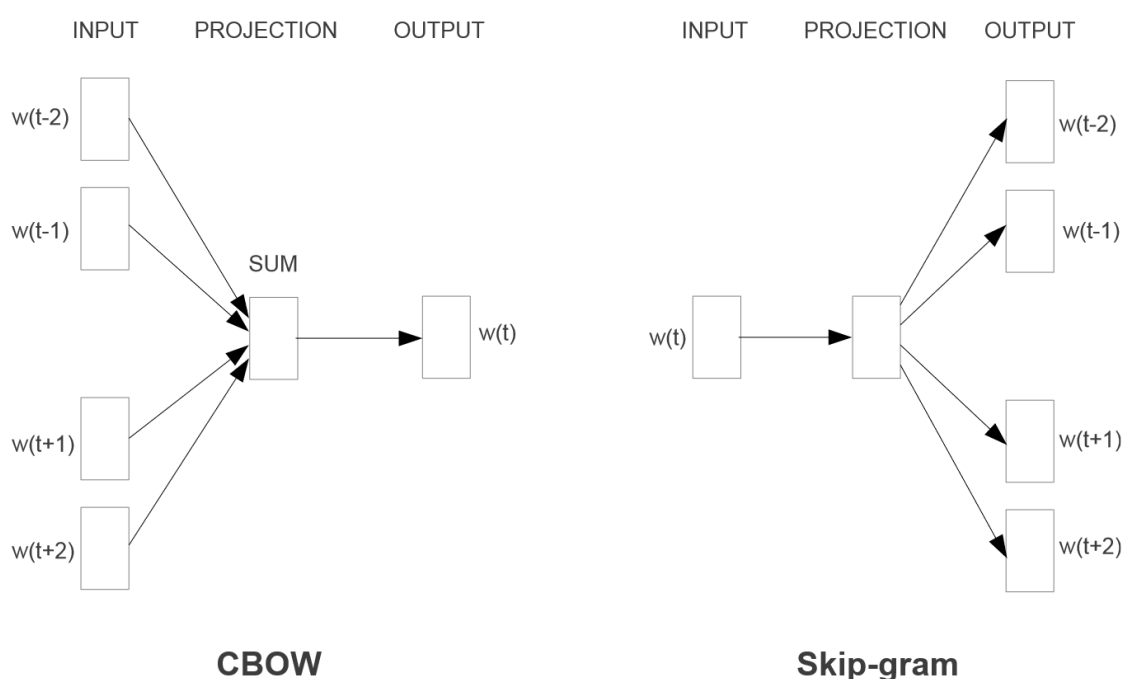 INPUT PROJECTION OUTPUT
w(t-2)
w(t-1)
SUM
w(t)
w(t+1)
w(t+2)
CBOW
INPUT PROJECTION OUTPUT
w(t-2)
w(t-1)
w(t)
w(t+1)
w(t+2)
Skip-gram